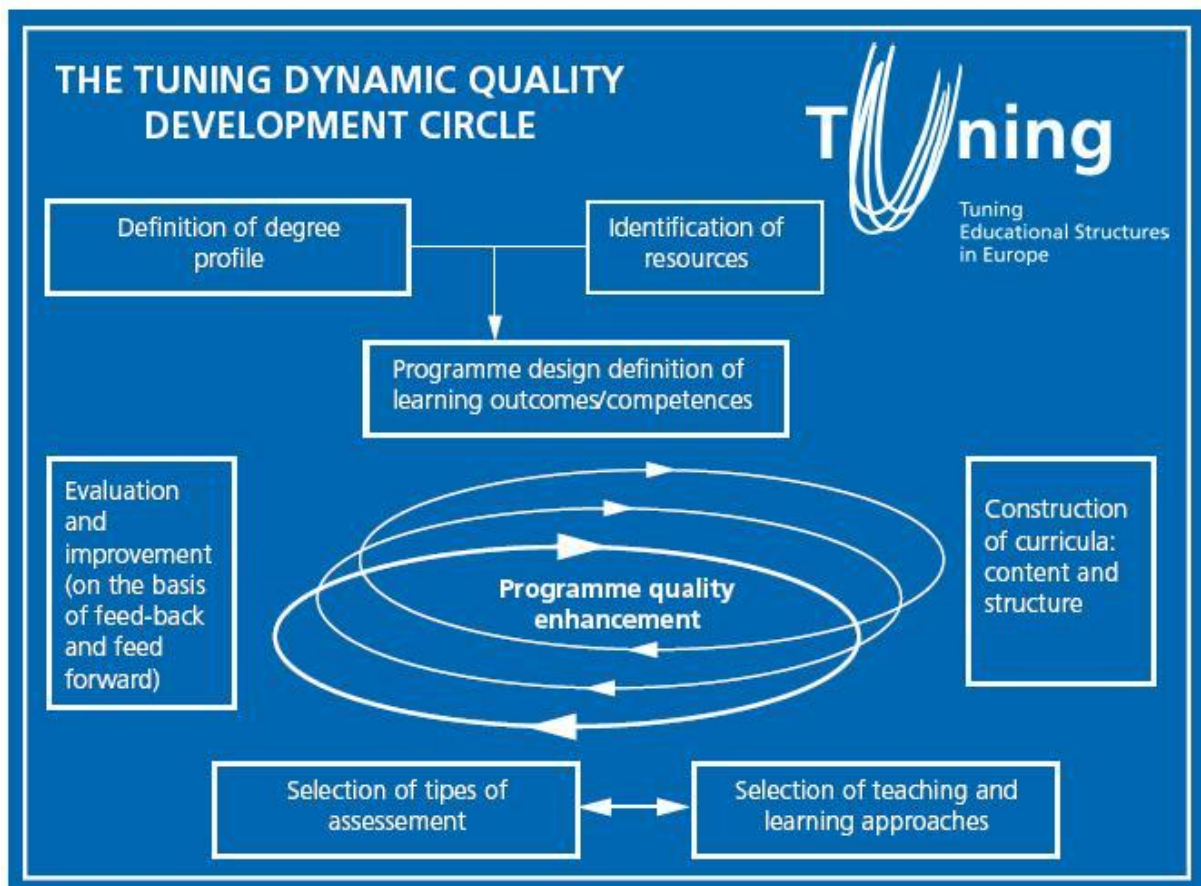 THE TUNING DYNAMIC QUALITY
DEVELOPMENT CIRCLE
Tuning
Tuning
Educational Structures
in Europe
Definition of degree
profile
Identification of
resources
Programme design definition of
learning outcomes/competences
Evaluation
and
improvement
(on the basis
of feed-back
and feed
forward)
Programme quality
enhancement
Construction
of curricula:
content and
structure
Selection of tipes of
assessement
Selection of teaching and
learning approaches